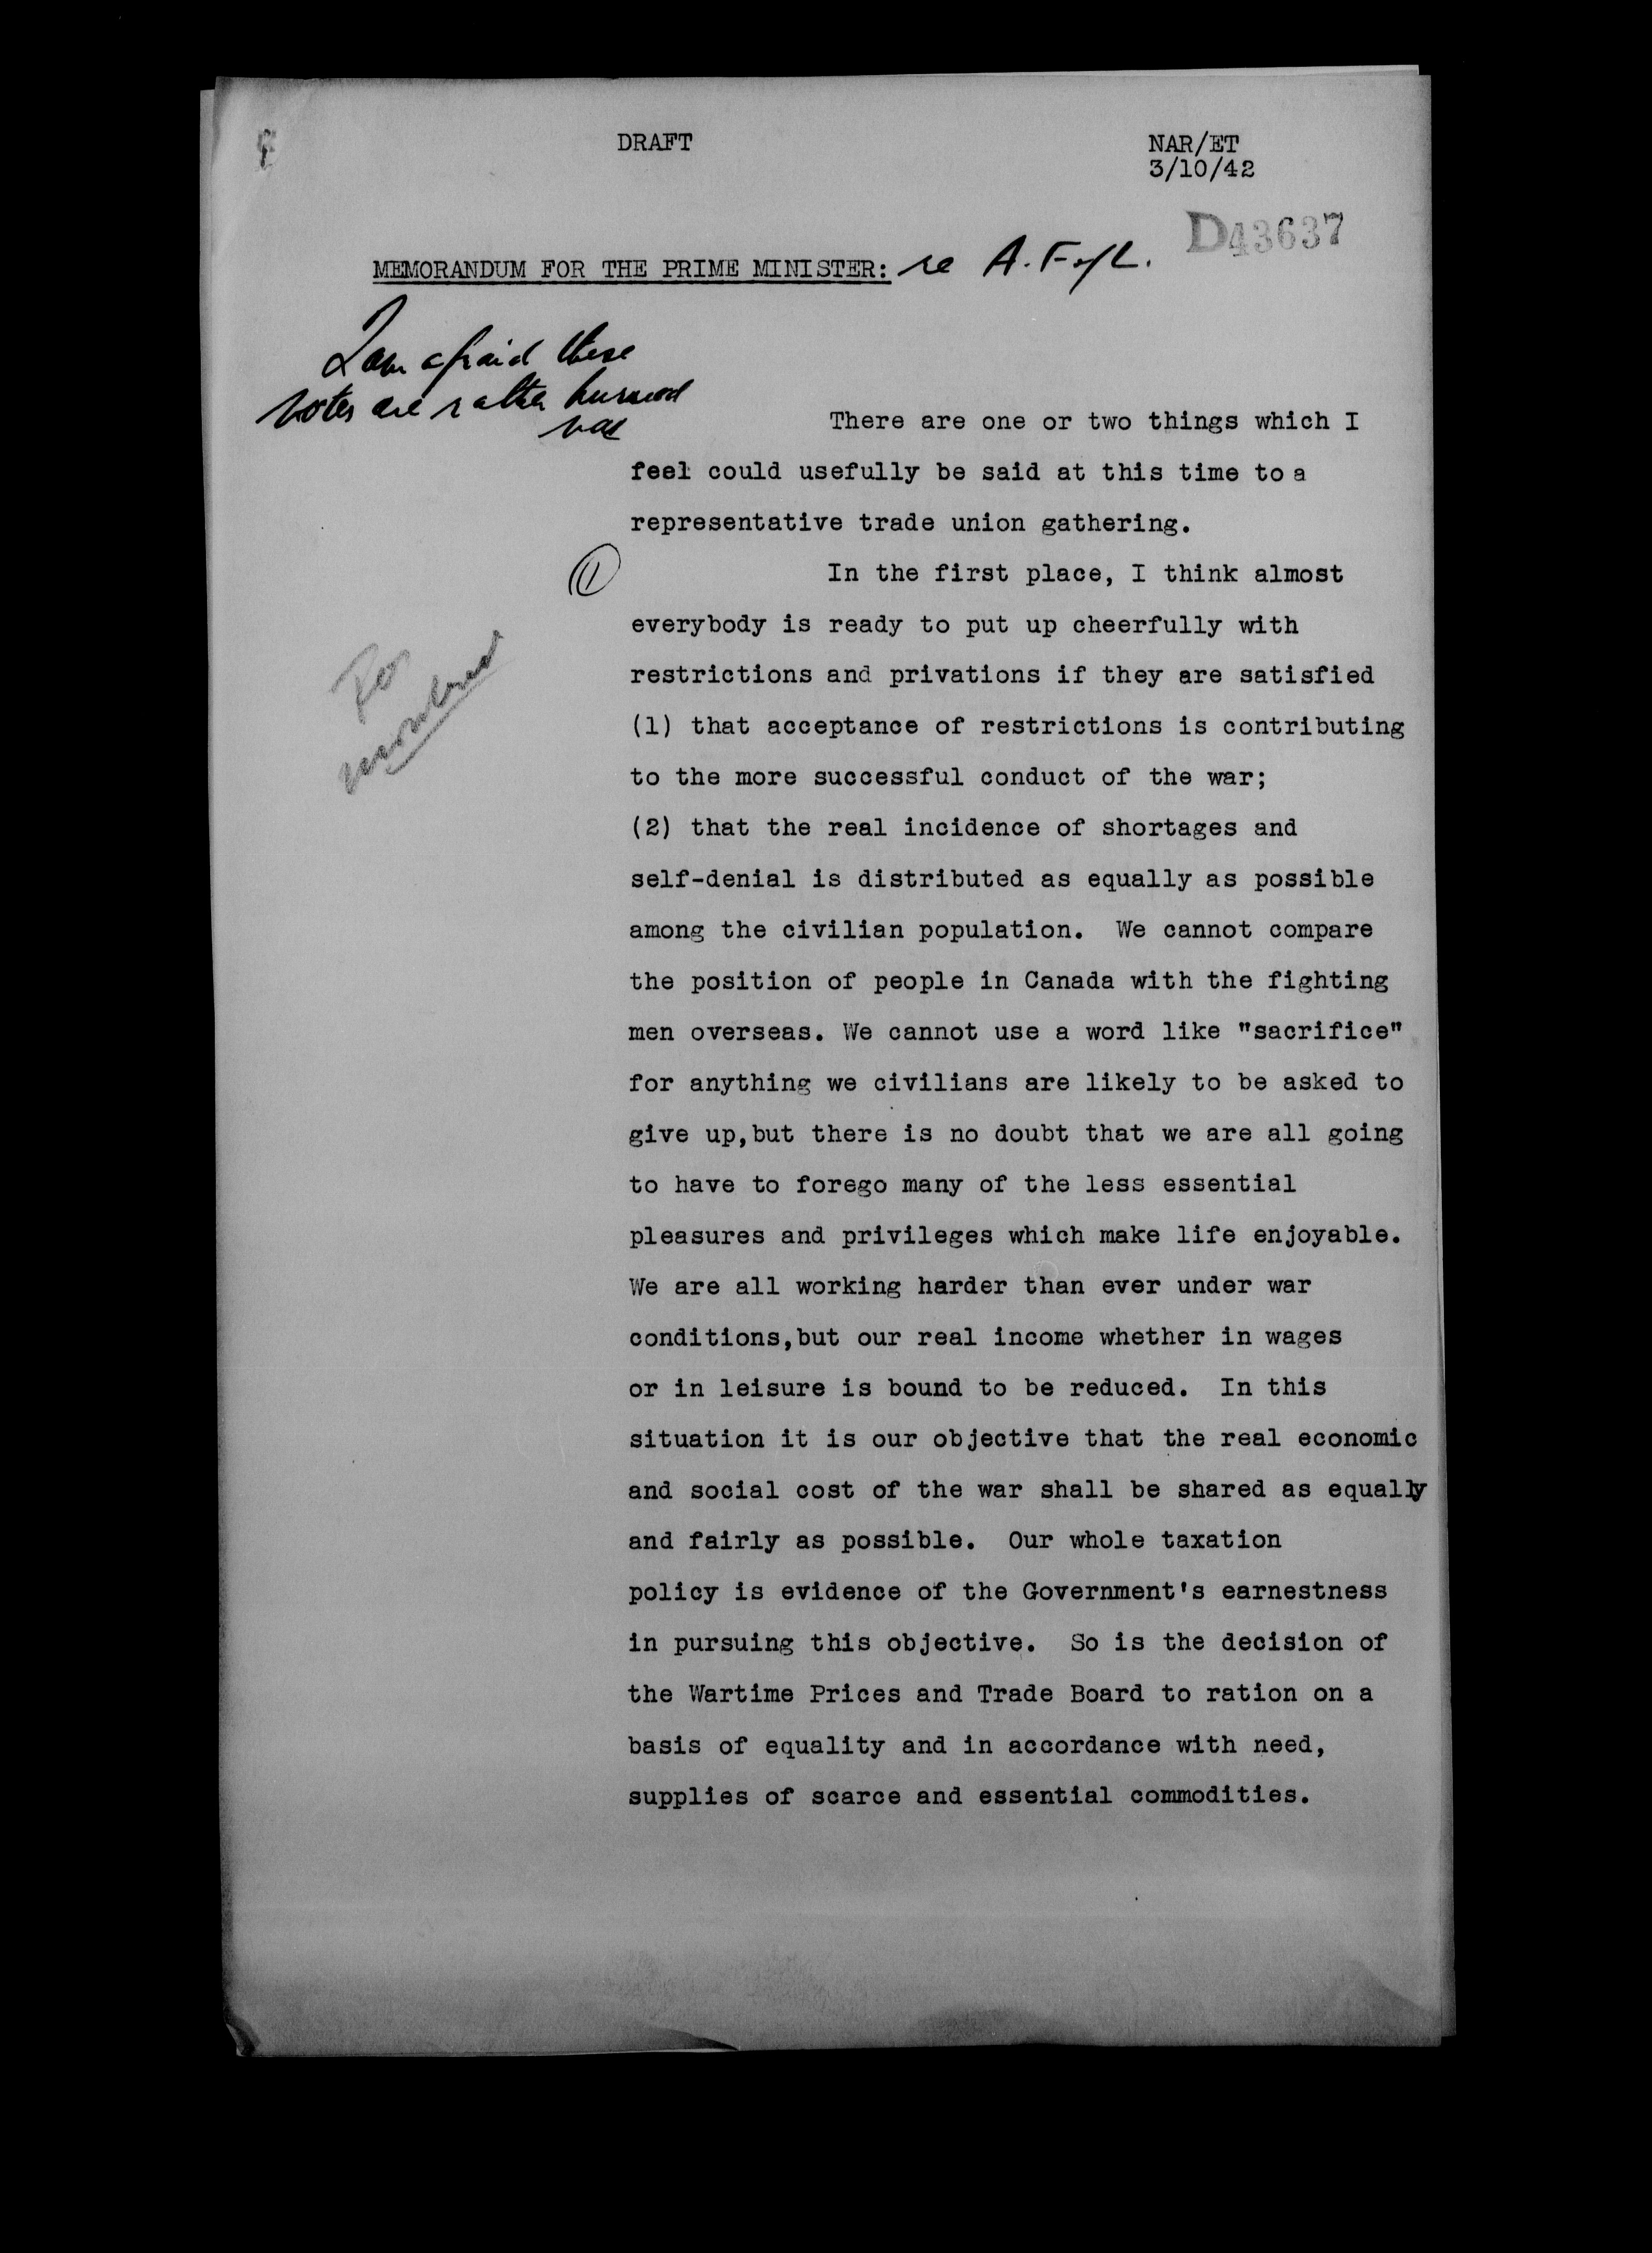 DRAFT
NAR/ET
3/10/42
D43637
MEMORANDUM FOR THE PRIME MINISTER: re A. F. of L.
I am afraid these
notes are rather hurried
NAR
There are one or two things which I
feel could usefully be said at this time to a
representative trade union gathering.
①
In the first place, I think almost
everybody is ready to put up cheerfully with
restrictions and privations if they are satisfied
(1) that acceptance of restrictions is contributing
to the more successful conduct of the war;
(2) that the real incidence of shortages and
self-denial is distributed as equally as possible
among the civilian population.  We cannot compare
the position of people in Canada with the fighting
men overseas. We cannot use a word like "sacrifice"
for anything we civilians are likely to be asked to
give up,but there is no doubt that we are all going
to have to forego many of the less essential
pleasures and privileges which make life enjoyable.
We are all working harder than ever under war
conditions,but our real income whether in wages
or in leisure is bound to be reduced.  In this
situation it is our objective that the real economic
and social cost of the war shall be shared as equally
and fairly as possible.  Our whole taxation
policy is evidence of the Government's earnestness
in pursuing this objective.  So is the decision of
the Wartime Prices and Trade Board to ration on a
basis of equality and in accordance with need,
supplies of scarce and essential commodities.